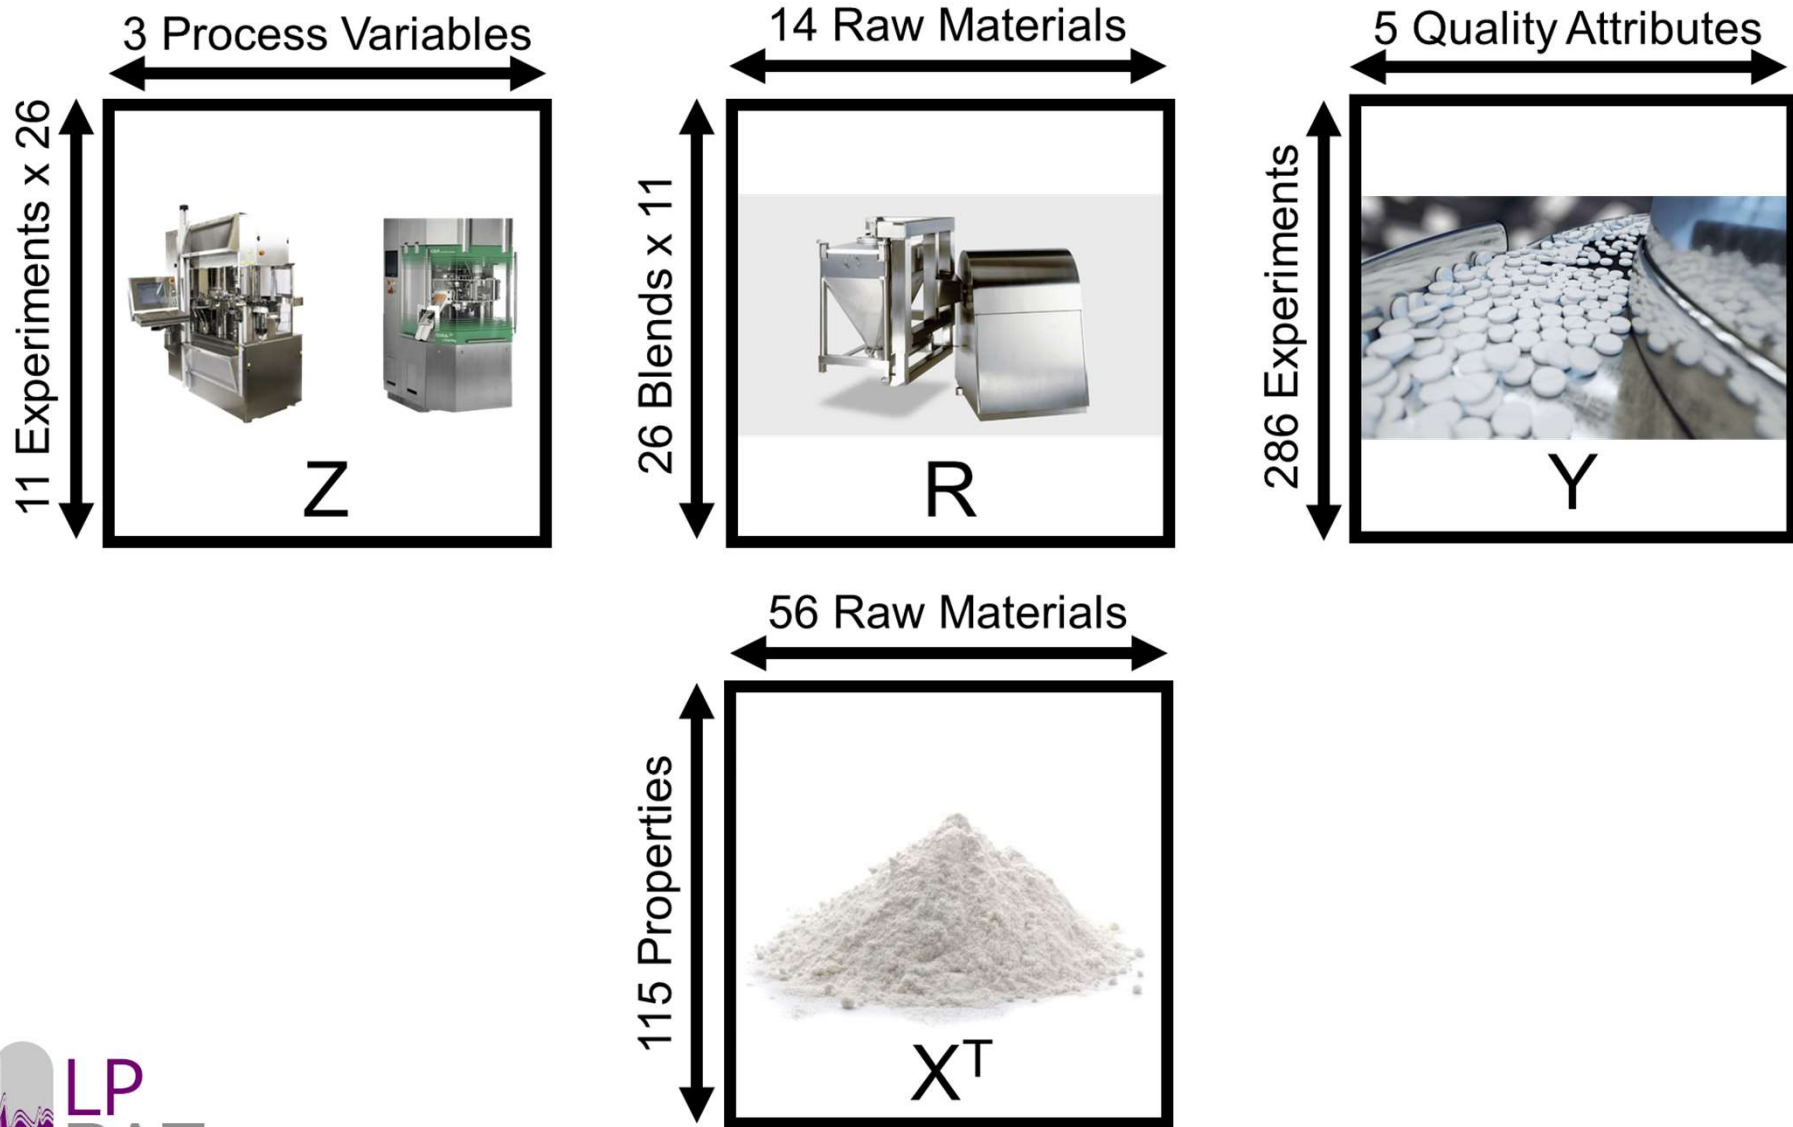 3 Process Variables
11 Experiments x 26
Z
14 Raw Materials
26 Blends x 11
R
5 Quality Attributes
286 Experiments
Y
56 Raw Materials
115 Properties
X^T
LP